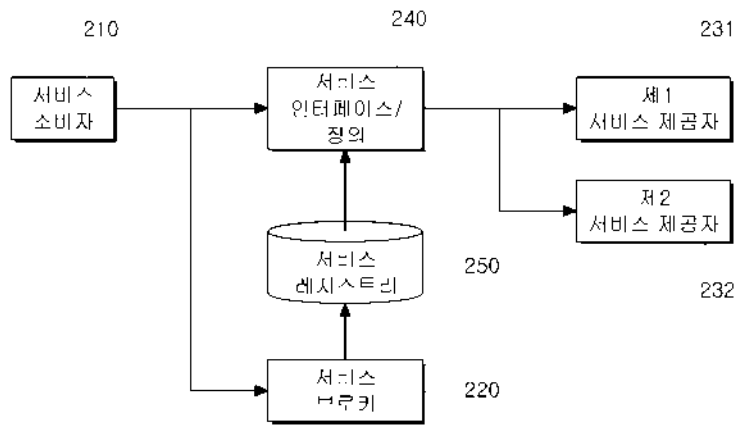 210
240
231
서비스
소비자
서비스
인터페이스/
정의
제1
서비스 제공자
제2
서비스 제공자
서비스
레지스트리
250
232
서비스
브로커
220